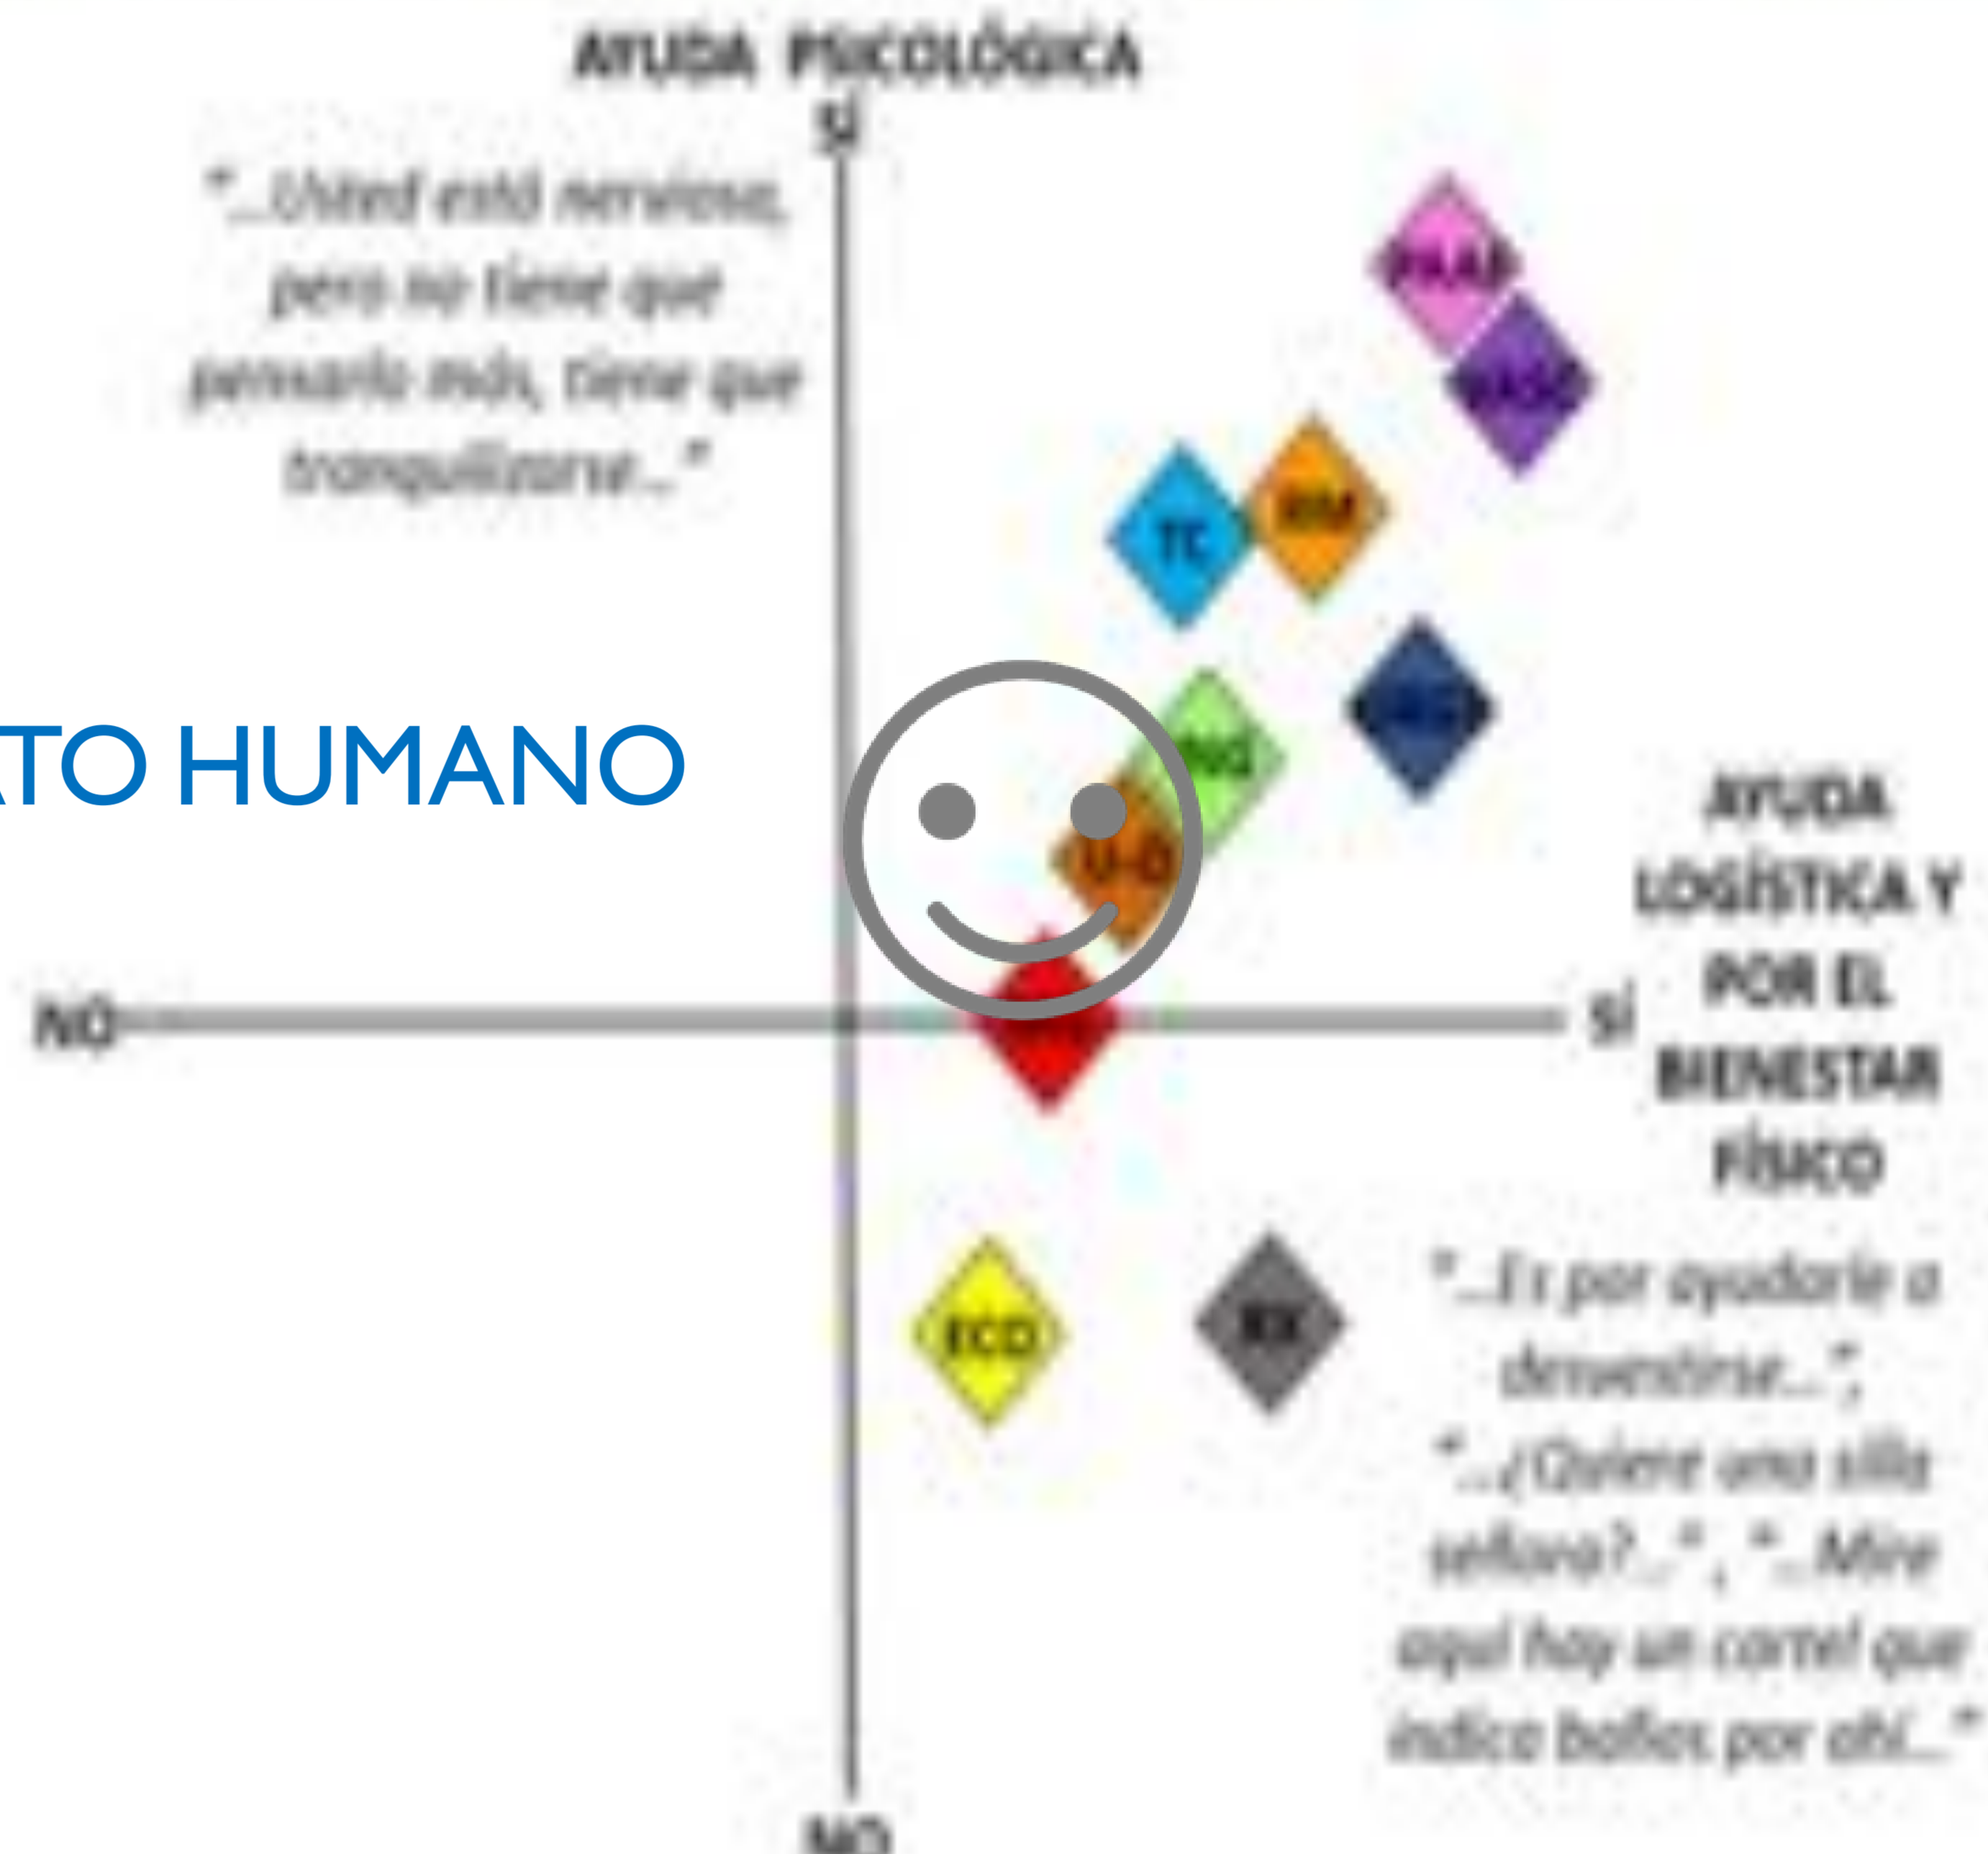 AYUDA PSICOLÓGICA
SÍ
"...Usted está nerviosa,
pero no tiene que
pensarlo más, tiene que
tranquilizarse..."
TC
RM
ATO HUMANO
U-D
AYUDA
LOGÍSTICA Y
POR EL
BIENESTAR
FÍSICO
NO
SÍ
ECO
RX
"...Es por ayudarle a
desvestirse...",
"...¿Quiere una silla
señora?...", "...Mire
aquí hay un cartel que
indica baños por ahí..."
NO